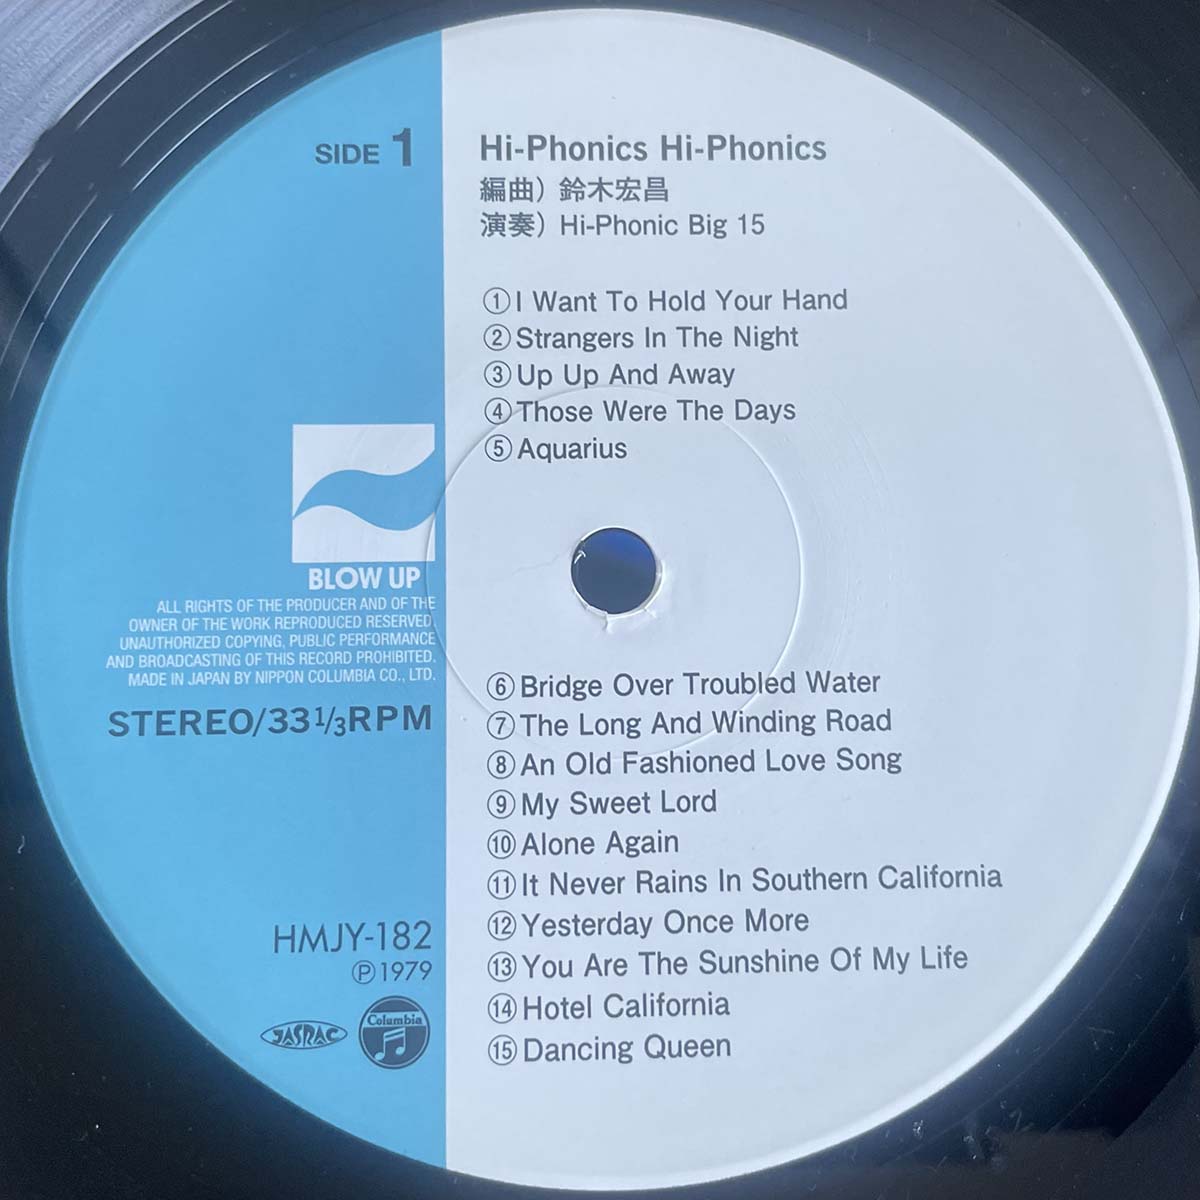 SIDE 1
Hi-Phonics Hi-Phonics
編曲）鈴木宏昌
演奏）Hi-Phonic Big 15
①I Want To Hold Your Hand
②Strangers In The Night
③Up Up And Away
④Those Were The Days
⑤Aquarius
BLOW UP
ALL RIGHTS OF THE PRODUCER AND OF THE
OWNER OF THE WORK REPRODUCED RESERVED.
UNAUTHORIZED COPYING, PUBLIC PERFORMANCE
AND BROADCASTING OF THIS RECORD PROHIBITED.
MADE IN JAPAN BY NIPPON COLUMBIA CO., LTD.
STEREO/33 1/3 RPM
⑥Bridge Over Troubled Water
⑦The Long And Winding Road
⑧An Old Fashioned Love Song
⑨My Sweet Lord
⑩Alone Again
⑪It Never Rains In Southern California
⑫Yesterday Once More
⑬You Are The Sunshine Of My Life
⑭Hotel California
⑮Dancing Queen
HMJY-182
Ⓟ1979
JASRAC
Columbia